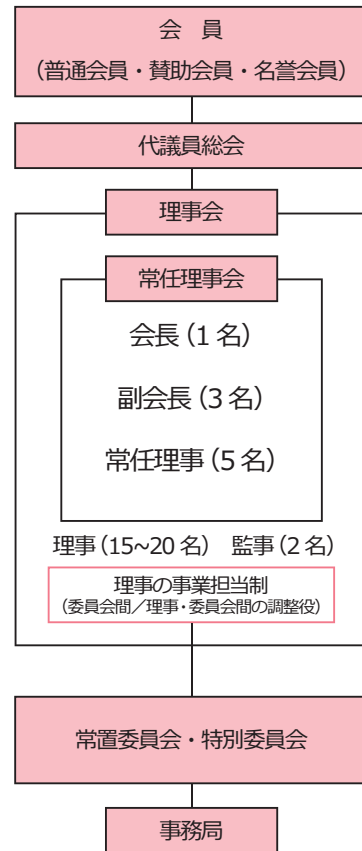 会　員
（普通会員・賛助会員・名誉会員）
代議員総会
理事会
常任理事会
会長（1 名）
副会長（3 名）
常任理事（5 名）
理事（15~20 名）　監事（2 名）
理事の事業担当制
（委員会間／理事・委員会間の調整役）
常置委員会・特別委員会
事務局